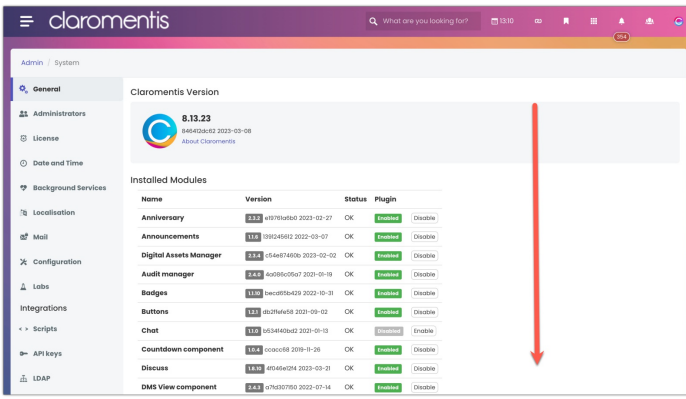 claromentis
What are you looking for?
13:10
354
Admin / System
General
Administrators
License
Date and Time
Background Services
Localisation
Mail
Configuration
Labs
Integrations
Scripts
API keys
LDAP
Claromentis Version
8.13.23
846412dc62 2023-03-08
About Claromentis
Installed Modules
Name Version Status Plugin
Anniversary 2.2.2 e19781a6b0 2023-02-27 OK Enabled Disable
Announcements 1.1.6 1391245612 2022-03-07 OK Enabled Disable
Digital Assets Manager 2.3.4 c54e87460b 2023-02-02 OK Enabled Disable
Audit manager 2.4.0 4a086c05a7 2021-01-19 OK Enabled Disable
Badges 1.1.10 becd65b429 2022-10-31 OK Enabled Disable
Buttons 1.2.1 db2ffefe58 2021-09-02 OK Enabled Disable
Chat 1.1.0 b534f40bd2 2021-01-13 OK Disabled Enable
Countdown component 1.0.4 ccacc68 2019-11-26 OK Enabled Disable
Discuss 1.8.10 4f046e12f4 2023-03-21 OK Enabled Disable
DMS View component 2.4.3 a7fd307150 2022-07-14 OK Enabled Disable